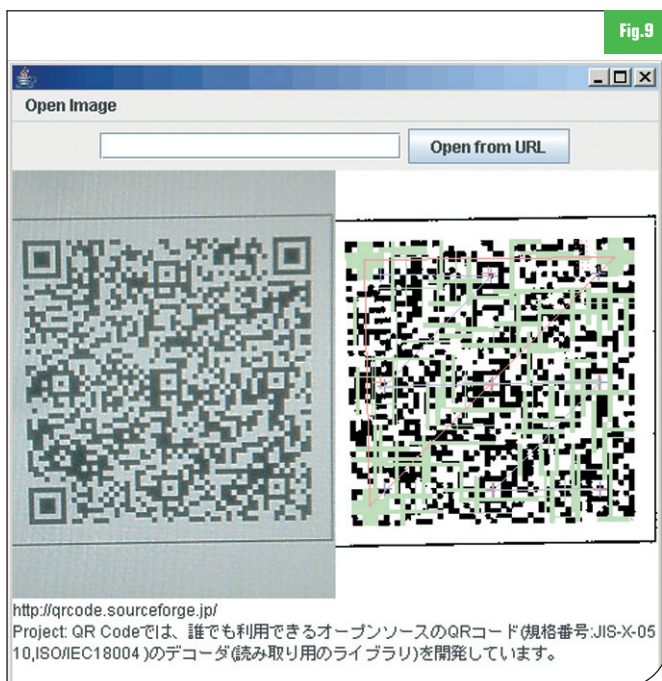 Fig.9
Open Image
Open from URL
http://qrcode.sourceforge.jp/
Project: QR Codeでは、誰でも利用できるオープンソースのQRコード(規格番号:JIS-X-05
10,ISO/IEC18004 )のデコーダ(読み取り用のライブラリ)を開発しています。